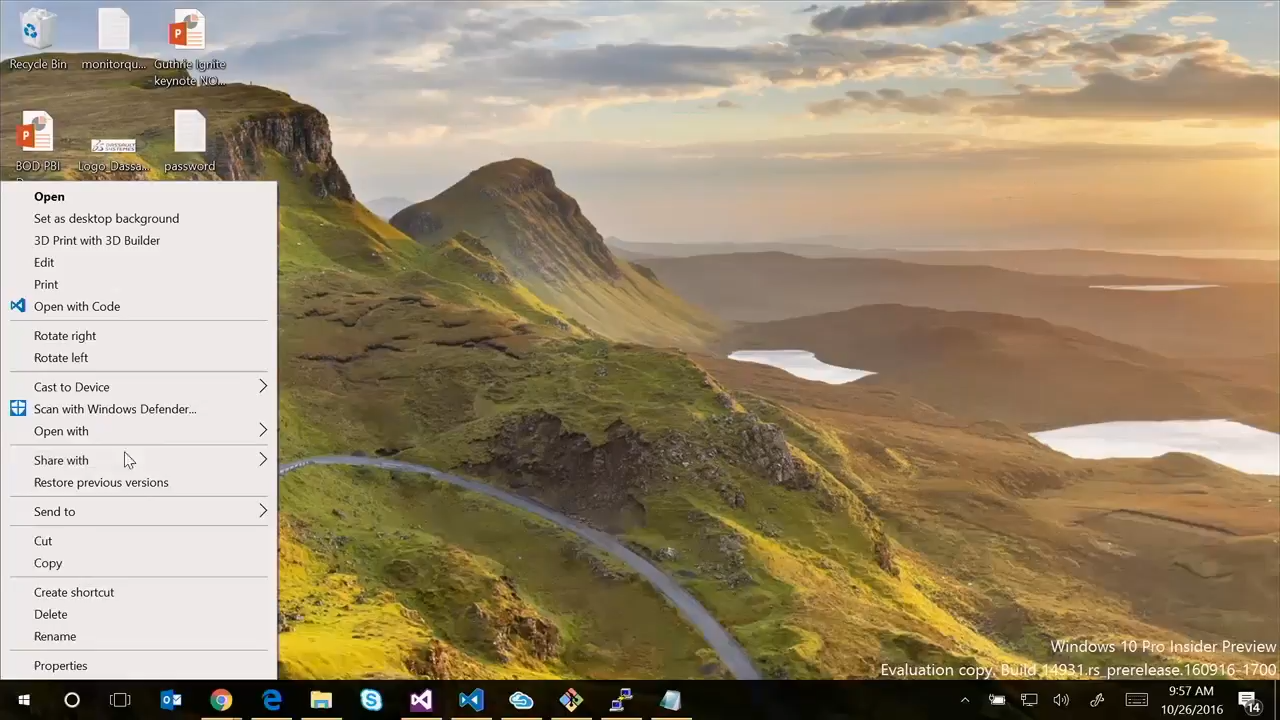 Recycle Bin
monitorqu...
Guthrie Ignite
keynote NO...
BOD PBI
Logo_Dassa...
password
Open
Set as desktop background
3D Print with 3D Builder
Edit
Print
Open with Code
Rotate right
Rotate left
Cast to Device
Scan with Windows Defender...
Open with
Share with
Restore previous versions
Send to
Cut
Copy
Create shortcut
Delete
Rename
Properties
Windows 10 Pro Insider Preview
Evaluation copy. Build 14931.rs_prerelease.160916-1700
9:57 AM
10/26/2016
14